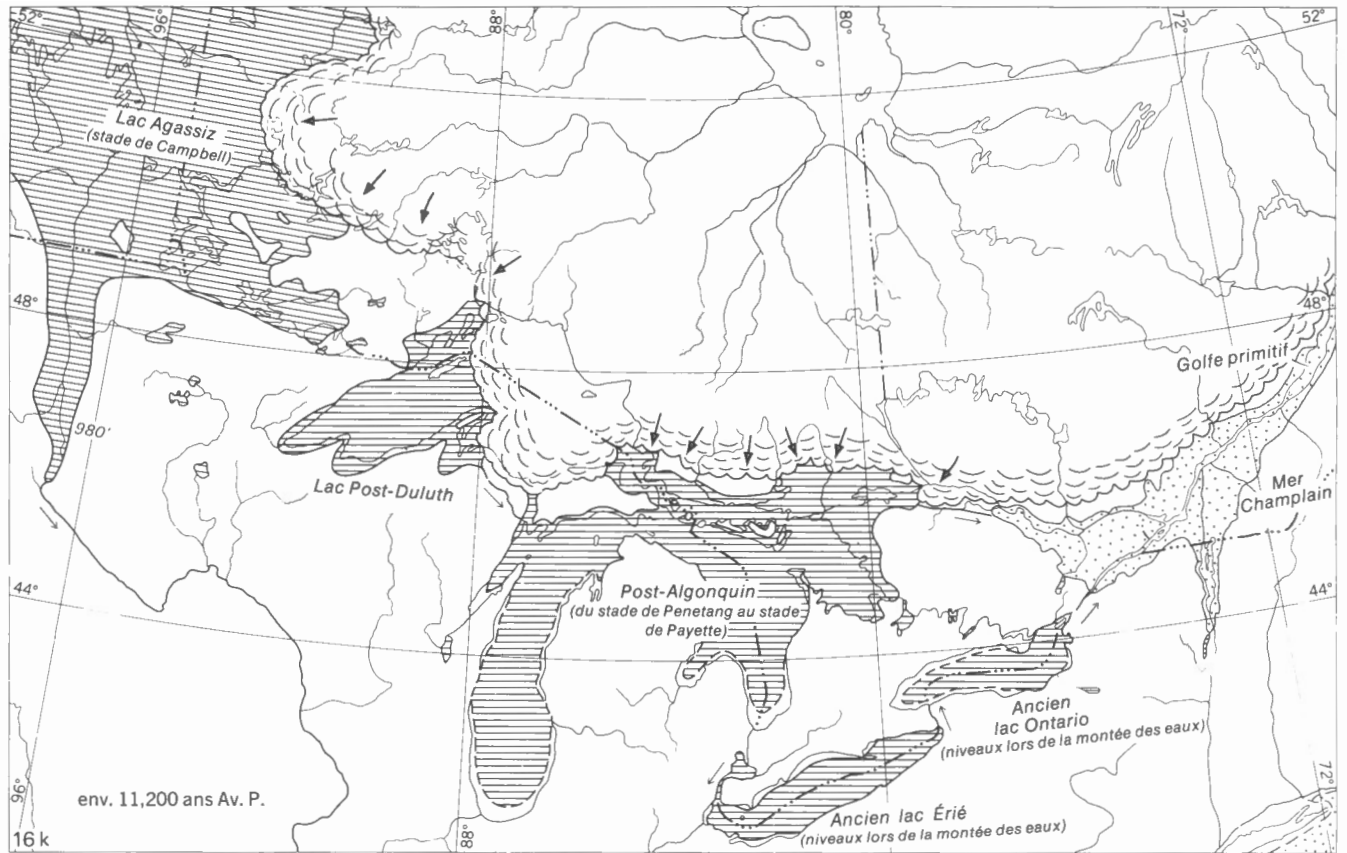 52°
96°
88°
80°
72°
52°
Lac Agassiz
(stade de Campbell)
48°
48°
Golfe primitif
980'
Lac Post-Duluth
Mer
Champlain
44°
44°
Post-Algonquin
(du stade de Penetang au stade
de Payette)
Ancien
lac Ontario
(niveaux lors de la montée des eaux)
96°
env. 11,200 ans Av. P.
72°
Ancien lac Érié
(niveaux lors de la montée des eaux)
16 k
88°